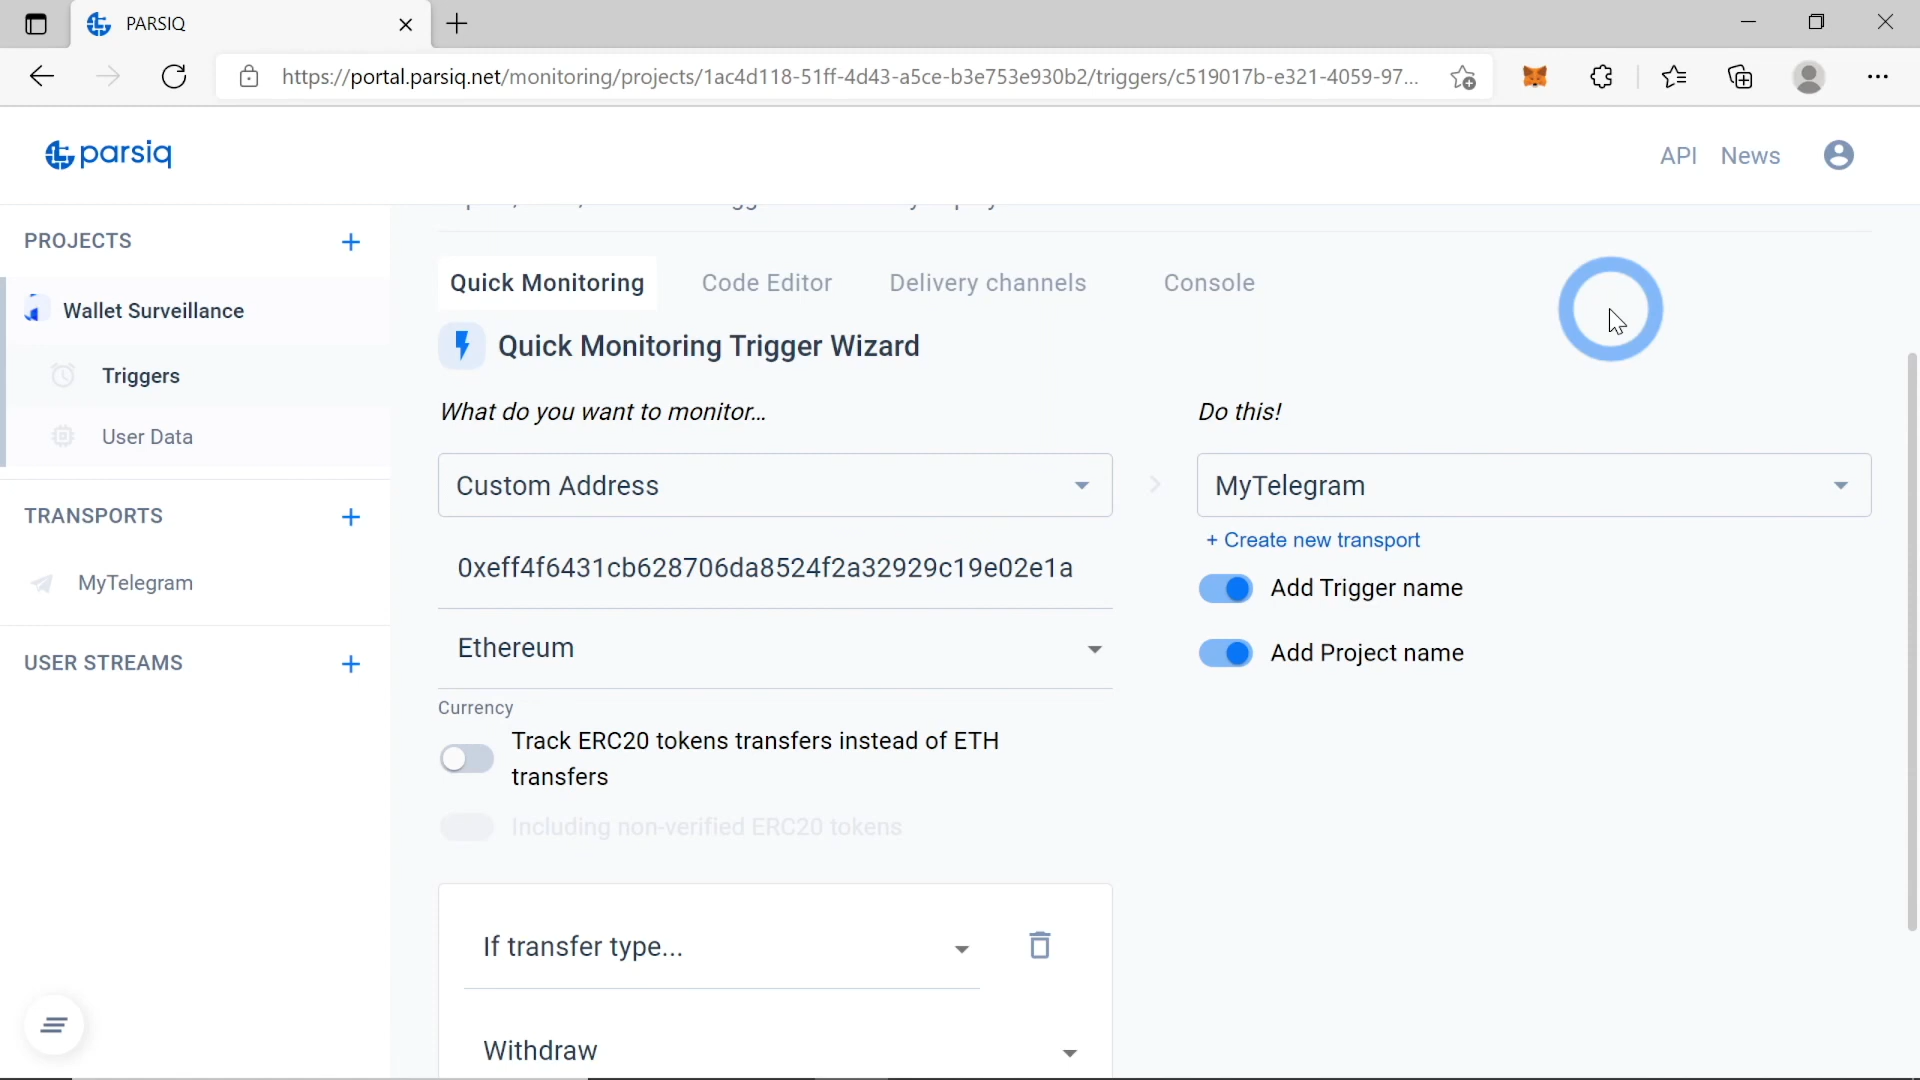 PARSIQ
https://portal.parsiq.net/monitoring/projects/1ac4d118-51ff-4d43-a5ce-b3e753e930b2/triggers/c519017b-e321-4059-97...
parsiq
API News
PROJECTS
Wallet Surveillance
Triggers
User Data
TRANSPORTS
MyTelegram
USER STREAMS
Quick Monitoring Code Editor Delivery channels Console
Quick Monitoring Trigger Wizard
What do you want to monitor...
Custom Address
0xeff4f6431cb628706da8524f2a32929c19e02e1a
Ethereum
Currency
Track ERC20 tokens transfers instead of ETH
transfers
Including non-verified ERC20 tokens
If transfer type...
Withdraw
Do this!
MyTelegram
+ Create new transport
Add Trigger name
Add Project name